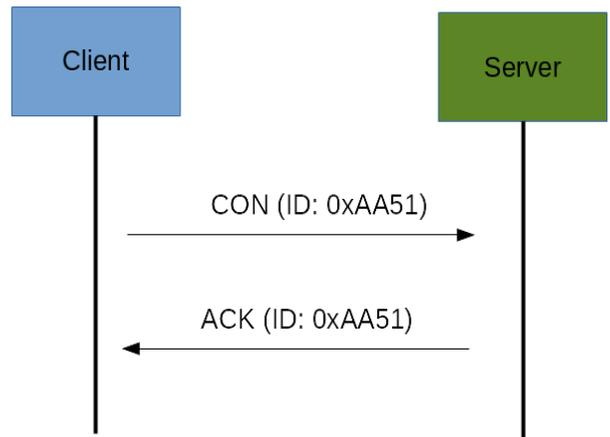 Client
Server
CON (ID: 0xAA51)
ACK (ID: 0xAA51)